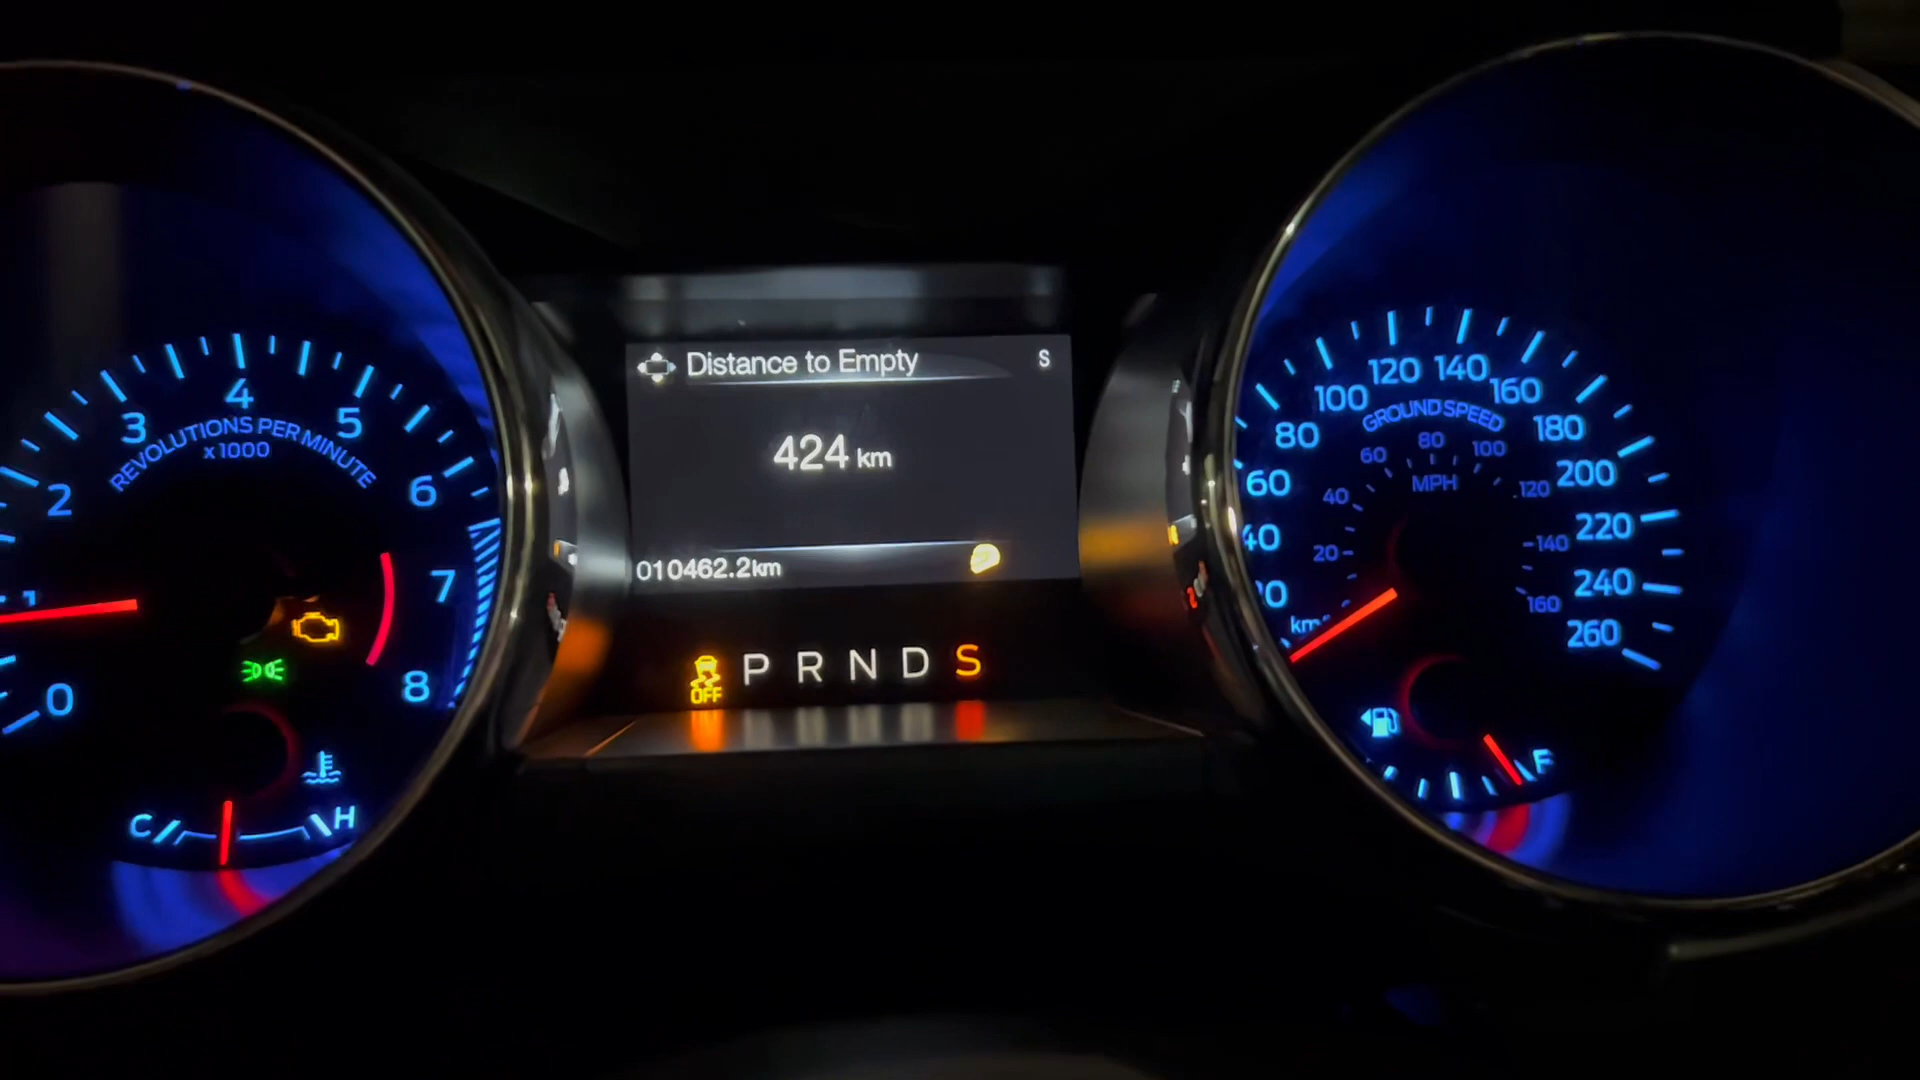 Distance to Empty S
424 km
010462.2km
OFF P R N D S
0
1
2
3
4
5
6
7
8
REVOLUTIONS PER MINUTE
x1000
C H
80
100
120
140
160
180
200
220
240
260
60
GROUND SPEED
20
40
60
80
100
120
140
160
MPH
F